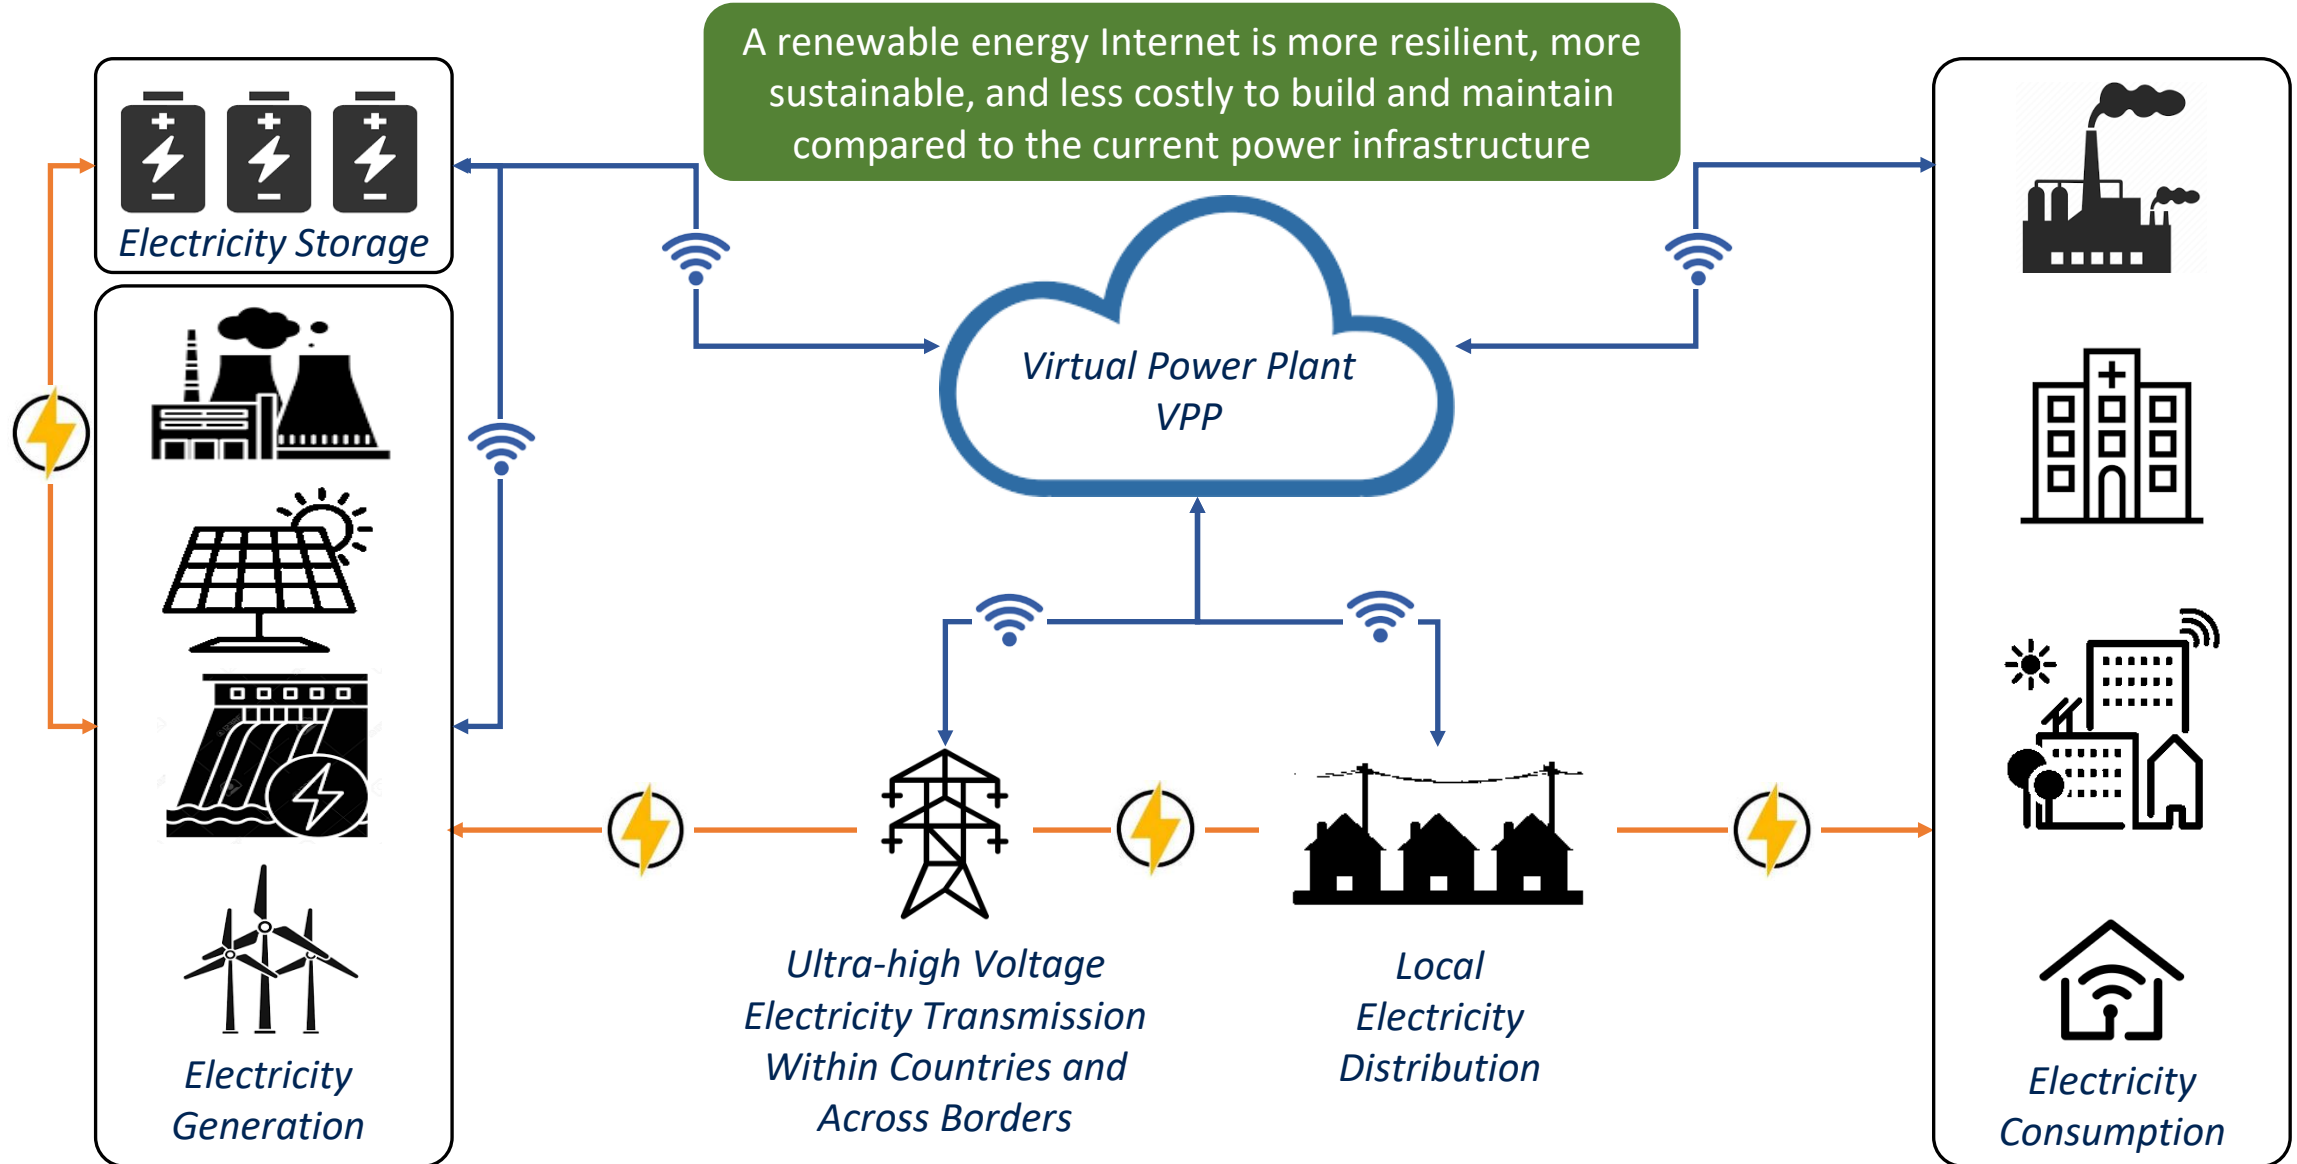 A renewable energy Internet is more resilient, more
sustainable, and less costly to build and maintain
compared to the current power infrastructure
Electricity Storage
Virtual Power Plant
VPP
Electricity
Generation
Ultra-high Voltage
Electricity Transmission
Within Countries and
Across Borders
Local
Electricity
Distribution
Electricity
Consumption